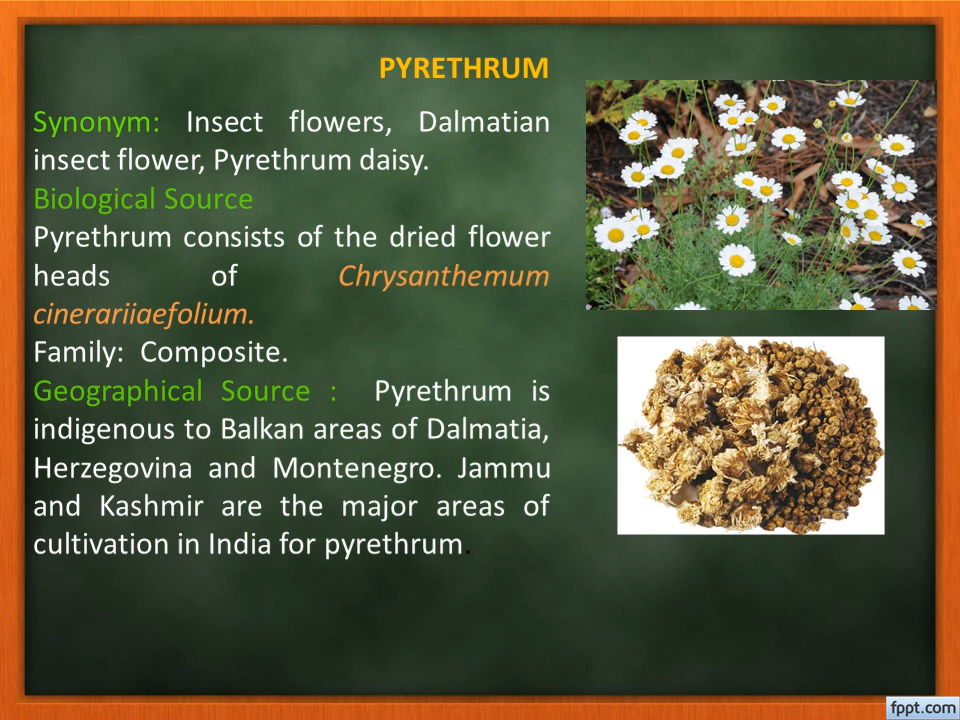 PYRETHRUM
Synonym: Insect flowers, Dalmatian
insect flower, Pyrethrum daisy.
Biological Source
Pyrethrum consists of the dried flower
heads of Chrysanthemum
cinerariiaefolium.
Family: Composite.
Geographical Source : Pyrethrum is
indigenous to Balkan areas of Dalmatia,
Herzegovina and Montenegro. Jammu
and Kashmir are the major areas of
cultivation in India for pyrethrum.
fppt.com